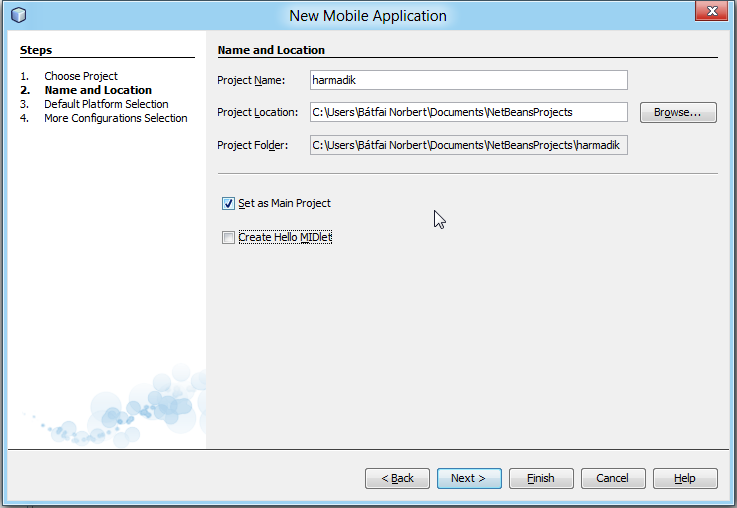 New Mobile Application
Steps
1. Choose Project
2. Name and Location
3. Default Platform Selection
4. More Configurations Selection
Name and Location
Project Name: harmadik
Project Location: C:\Users\Bátfai Norbert\Documents\NetBeansProjects Browse...
Project Folder: C:\Users\Bátfai Norbert\Documents\NetBeansProjects\harmadik
Set as Main Project
Create Hello MIDlet
< Back Next > Finish Cancel Help